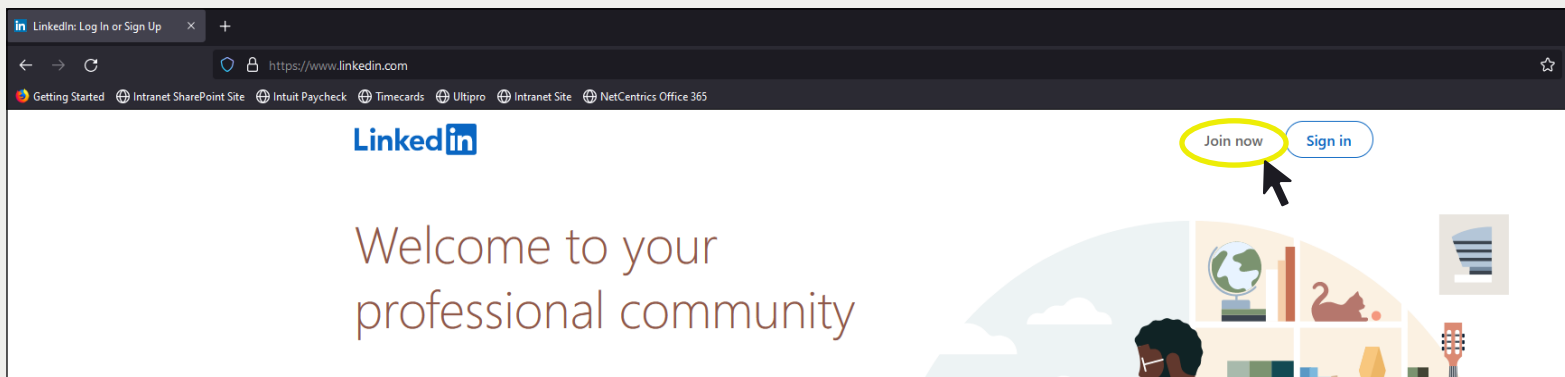 in LinkedIn: Log In or Sign Up
https://www.linkedin.com
Getting Started Intranet SharePoint Site Intuit Paycheck Timecards Ultipro Intranet Site NetCentrics Office 365
Linkedin Join now Sign in
Welcome to your
professional community